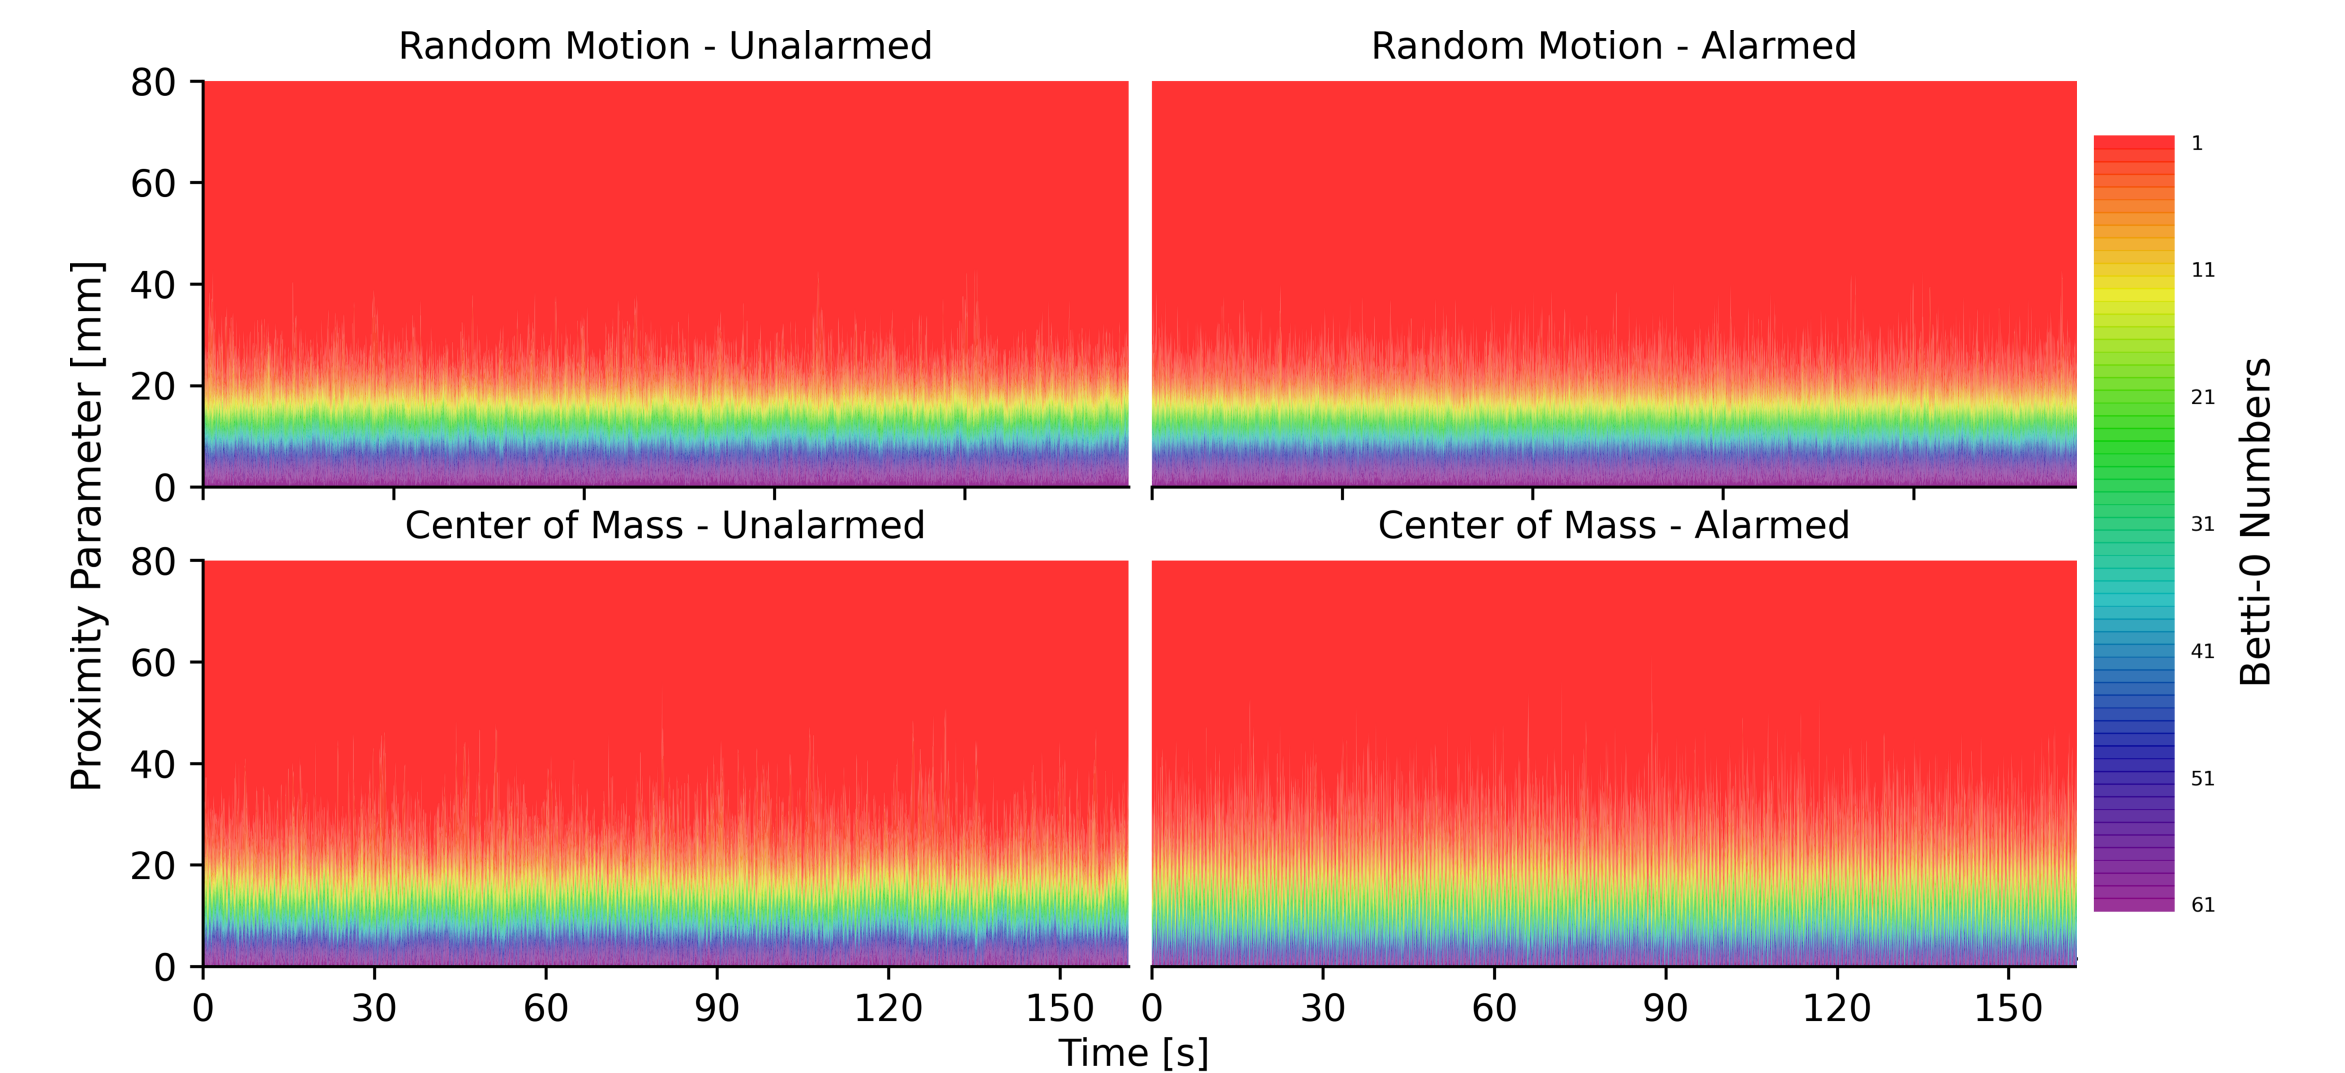 Random Motion - Unalarmed
Random Motion - Alarmed
80
60
40
20
0
Center of Mass - Unalarmed
Center of Mass - Alarmed
80
60
40
20
0
0 30 60 90 120 150
0 30 60 90 120 150
Time [s]
Proximity Parameter [mm]
1
11
21
31
41
51
61
Betti-0 Numbers